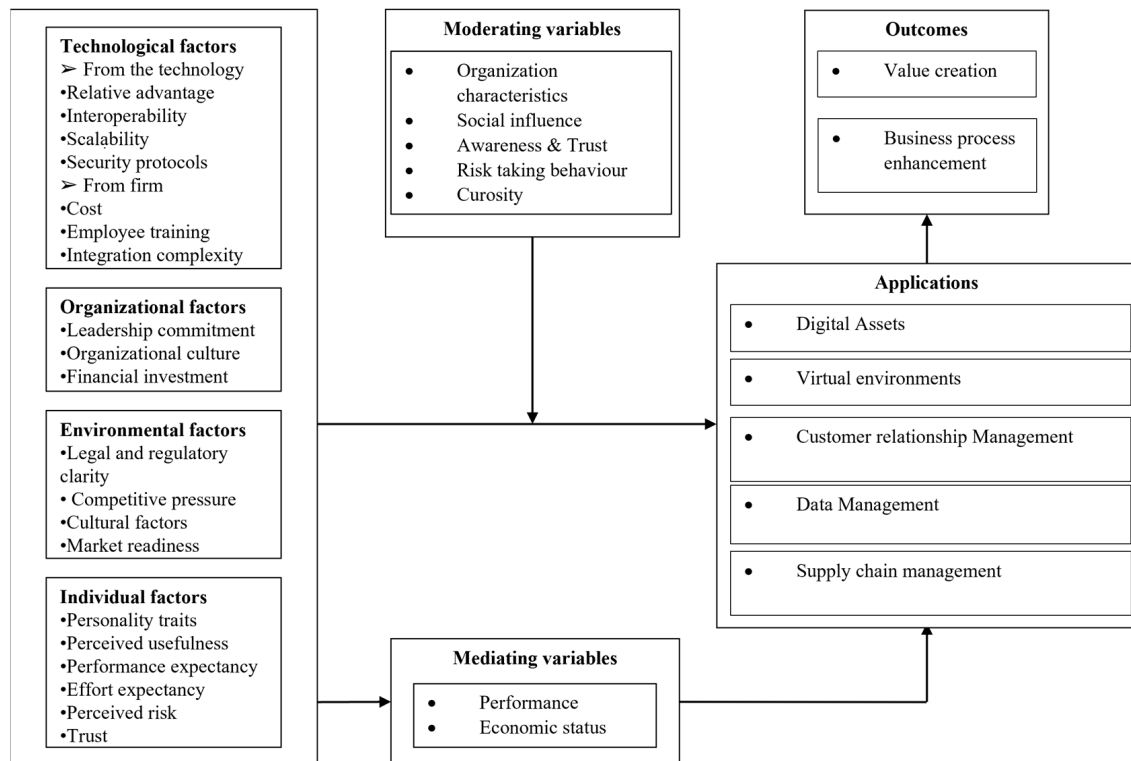 Technological factors
➢ From the technology
•Relative advantage
•Interoperability
•Scalability
•Security protocols
➢ From firm
•Cost
•Employee training
•Integration complexity
Organizational factors
•Leadership commitment
•Organizational culture
•Financial investment
Environmental factors
•Legal and regulatory
clarity
• Competitive pressure
•Cultural factors
•Market readiness
Individual factors
•Personality traits
•Perceived usefulness
•Performance expectancy
•Effort expectancy
•Perceived risk
•Trust
Moderating variables
• Organization
characteristics
• Social influence
• Awareness & Trust
• Risk taking behaviour
• Curosity
Mediating variables
• Performance
• Economic status
Outcomes
• Value creation
• Business process
enhancement
Applications
• Digital Assets
• Virtual environments
• Customer relationship Management
• Data Management
• Supply chain management